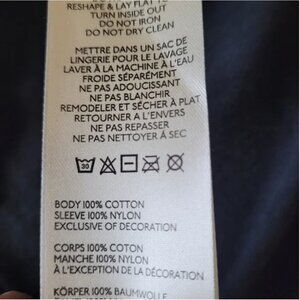 RESHAPE & LAY FLAT TO
TURN INSIDE OUT
DO NOT IRON
DO NOT DRY CLEAN
METTRE DANS UN SAC DE
LINGERIE POUR LE LAVAGE
LAVER À LA MACHINE À L'EAU
FROIDE SÉPARÉMENT
NE PAS ADOUCISSANT
NE PAS BLANCHIR
REMODELER ET SÉCHER À PLAT
RETOURNER A L'ENVERS
NE PAS REPASSER
NE PAS NETTOYER À SEC
30
BODY 100% COTTON
SLEEVE 100% NYLON
EXCLUSIVE OF DECORATION
CORPS 100% COTON
MANCHE 100% NYLON
À L'EXCEPTION DE LA DÉCORATION
KÖRPER 100% BAUMWOLLE